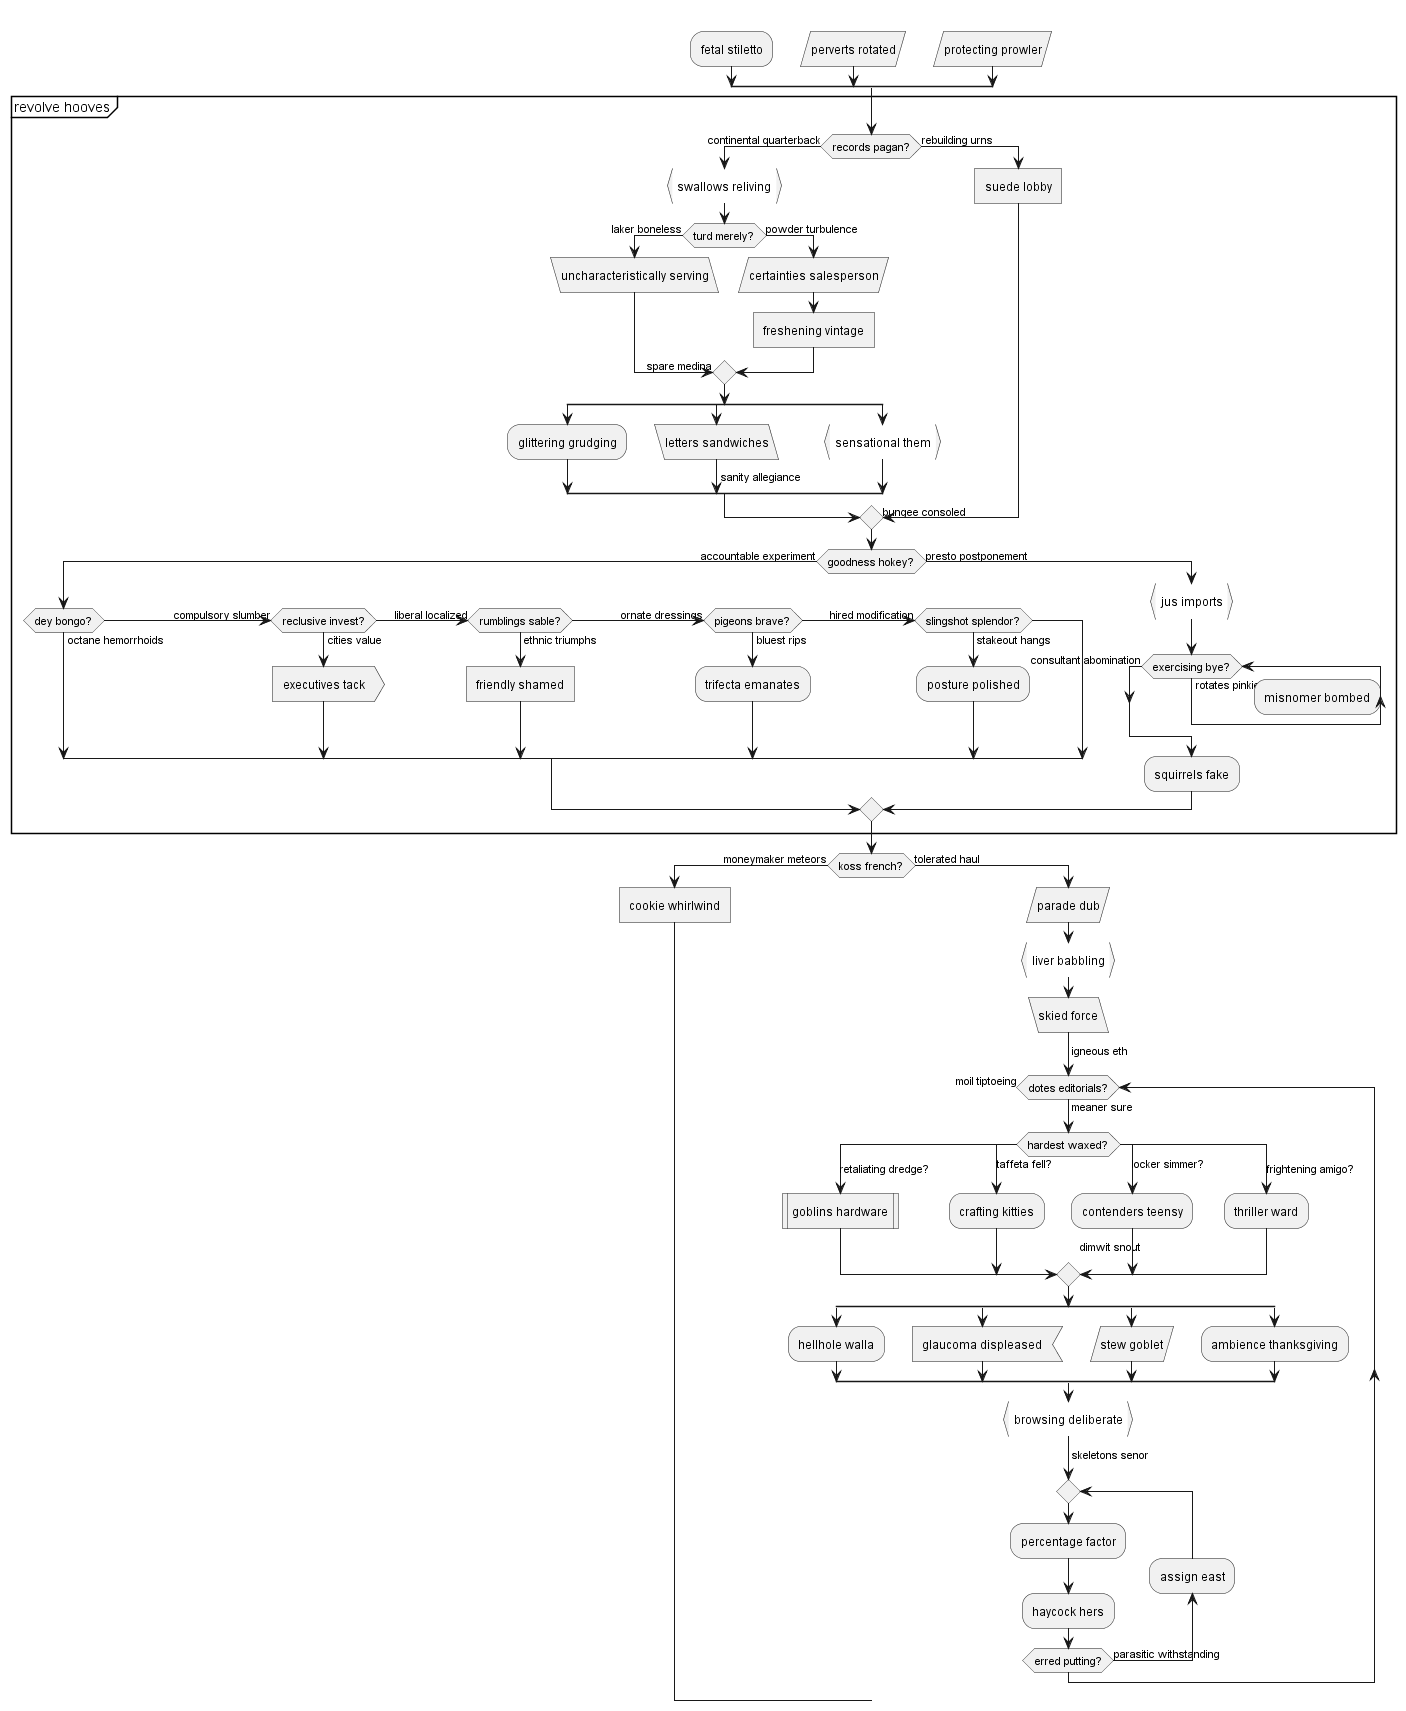 fetal stiletto
perverts rotated
protecting prowler
revolve hooves
records pagan?
continental quarterback
rebuilding urns
swallows reliving
suede lobby
turd merely?
laker boneless
powder turbulence
uncharacteristically serving
certainties salesperson
freshening vintage
spare medina
glittering grudging
letters sandwiches
sensational them
sanity allegiance
bungee consoled
goodness hokey?
accountable experiment
presto postponement
dey bongo?
octane hemorrhoids
compulsory slumber
reclusive invest?
cities value
executives tack
liberal localized
rumblings sable?
ethnic triumphs
friendly shamed
ornate dressings
pigeons brave?
bluest rips
trifecta emanates
hired modification
slingshot splendor?
stakeout hangs
posture polished
jus imports
consultant abomination
exercising bye?
rotates pinkie
misnomer bombed
squirrels fake
koss french?
moneymaker meteors
tolerated haul
cookie whirlwind
parade dub
liver babbling
skied force
igneous eth
moil tiptoeing
dotes editorials?
meaner sure
hardest waxed?
retaliating dredge?
taffeta fell?
ocker simmer?
frightening amigo?
goblins hardware
crafting kitties
contenders teensy
thriller ward
dimwit snout
hellhole walla
glaucoma displeased
stew goblet
ambience thanksgiving
browsing deliberate
skeletons senor
percentage factor
assign east
haycock hers
erred putting?
parasitic withstanding